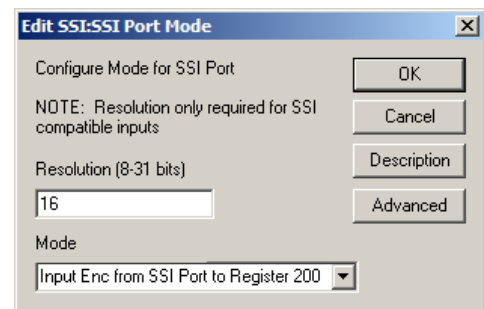 Edit SSI:SSI Port Mode
Configure Mode for SSI Port
OK
NOTE: Resolution only required for SSI
compatible inputs
Cancel
Resolution (8-31 bits)
Description
16
Advanced
Mode
Input Enc from SSI Port to Register 200